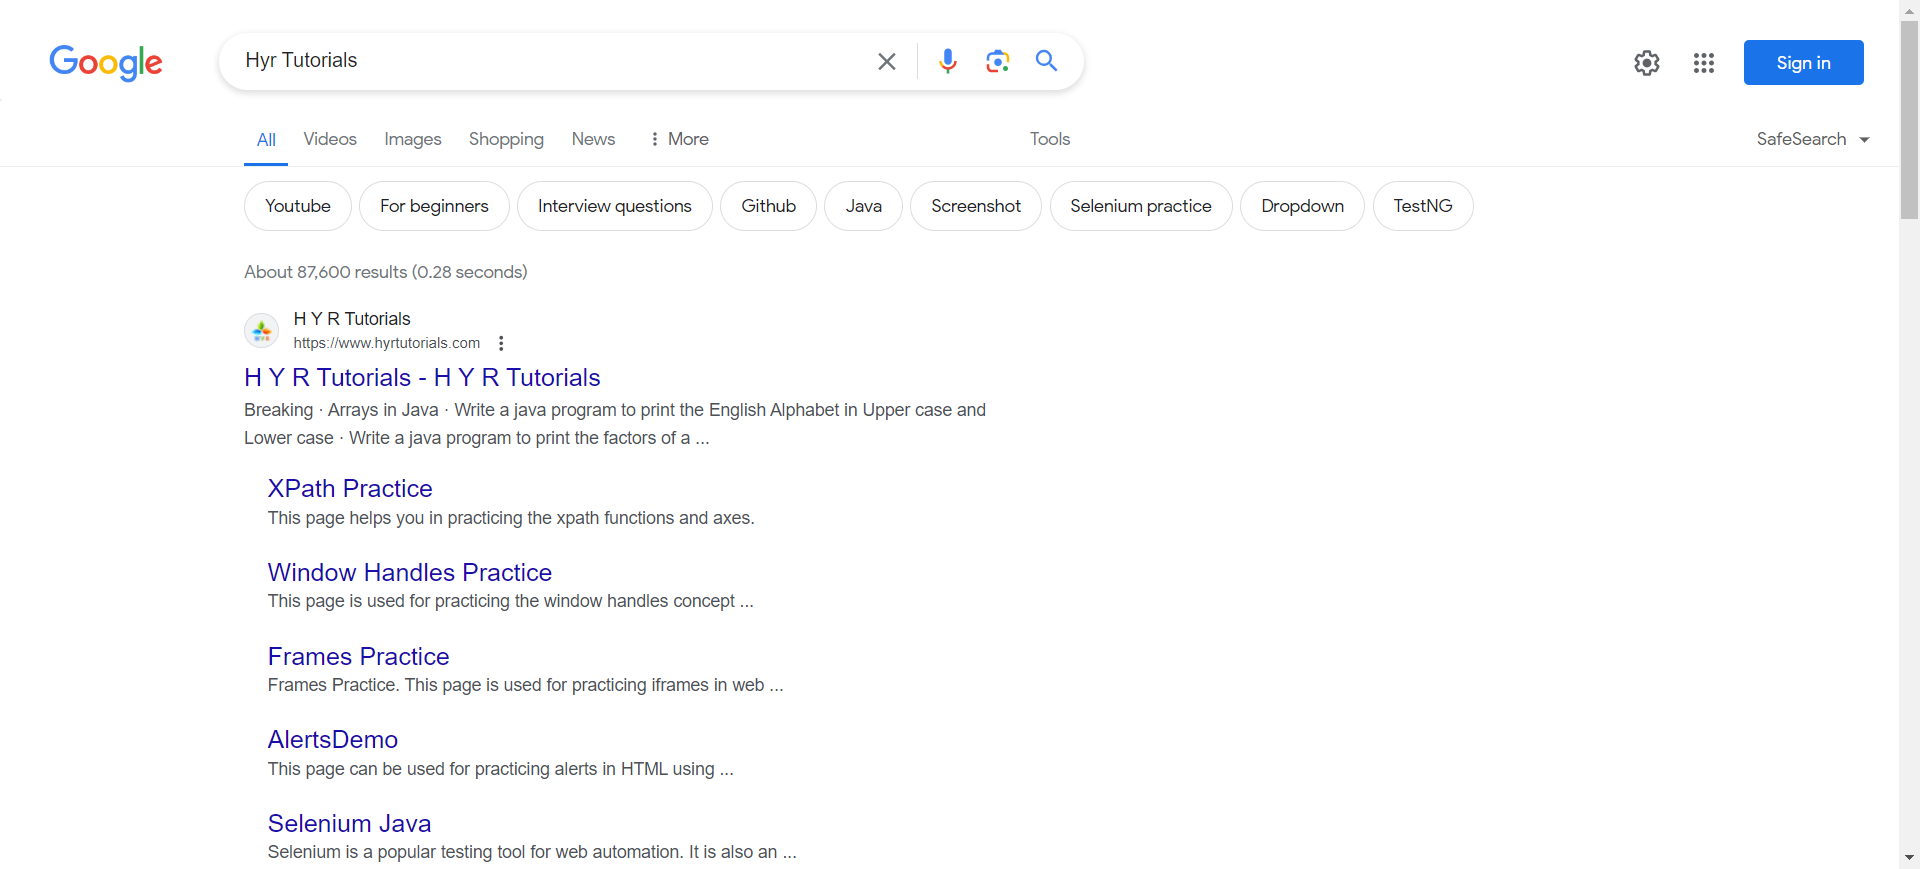 Google
Hyr Tutorials
Sign in
All Videos Images Shopping News More Tools SafeSearch
Youtube For beginners Interview questions Github Java Screenshot Selenium practice Dropdown TestNG
About 87,600 results (0.28 seconds)
H Y R Tutorials
https://www.hyrtutorials.com
H Y R Tutorials - H Y R Tutorials
Breaking · Arrays in Java · Write a java program to print the English Alphabet in Upper case and
Lower case · Write a java program to print the factors of a ...
XPath Practice
This page helps you in practicing the xpath functions and axes.
Window Handles Practice
This page is used for practicing the window handles concept ...
Frames Practice
Frames Practice. This page is used for practicing iframes in web ...
AlertsDemo
This page can be used for practicing alerts in HTML using ...
Selenium Java
Selenium is a popular testing tool for web automation. It is also an ...